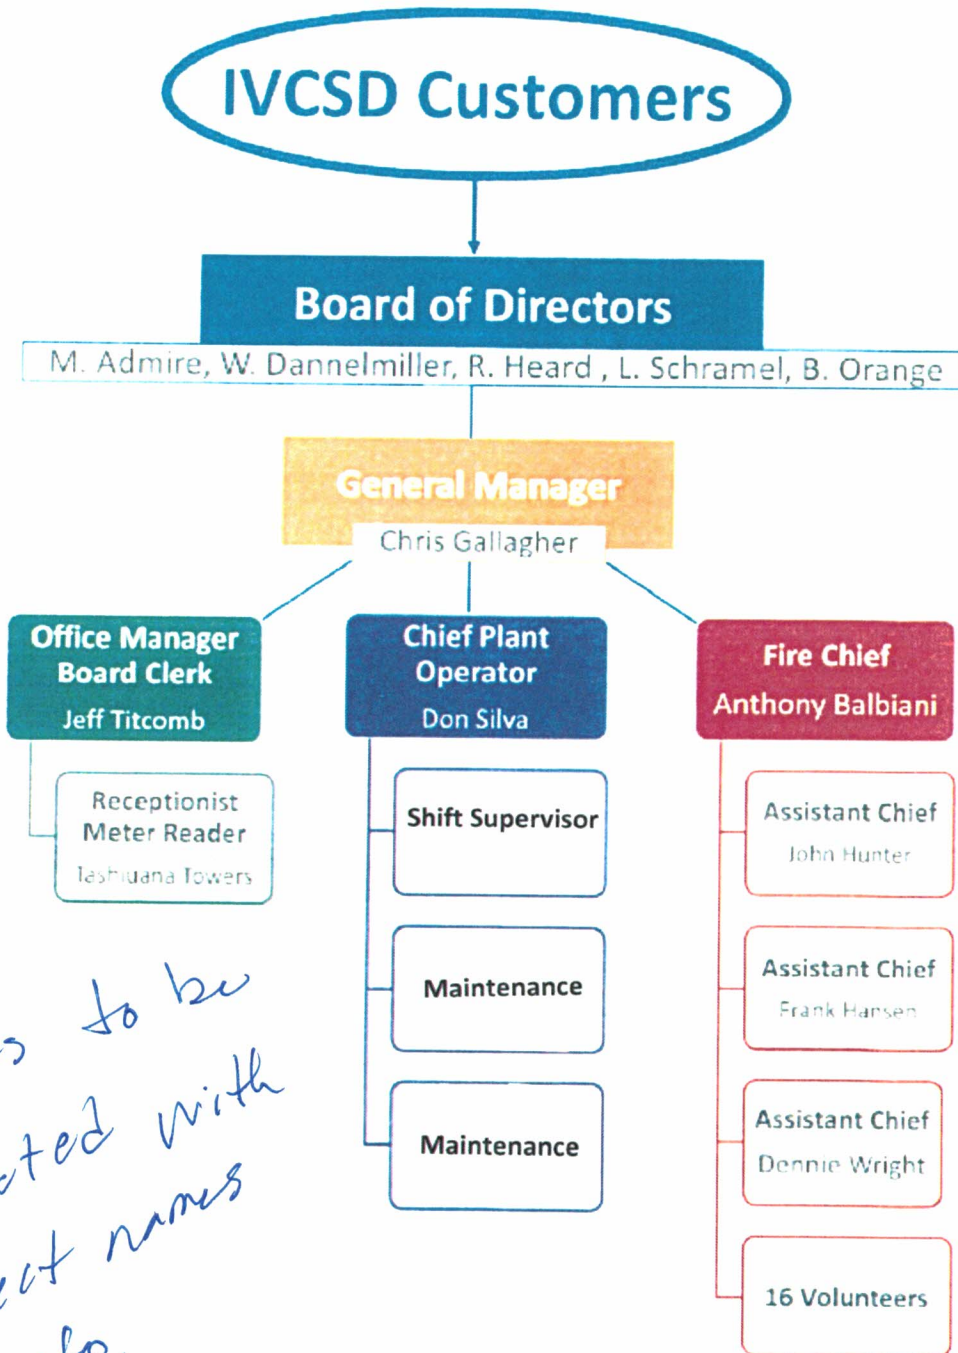 IVCSD Customers
Board of Directors
M. Admire, W. Dannelmiller, R. Heard , L. Schramel, B. Orange
General Manager
Chris Gallagher
Office Manager
Board Clerk
Jeff Titcomb
Receptionist
Meter Reader
Towers
Chief Plant
Operator
Don Silva
Shift Supervisor
Maintenance
Maintenance
Fire Chief
Anthony Balbiani
Assistant Chief
John Hunter
Assistant Chief
Frank Hansen
Assistant Chief
Dennie Wright
16 Volunteers
to be
with
names